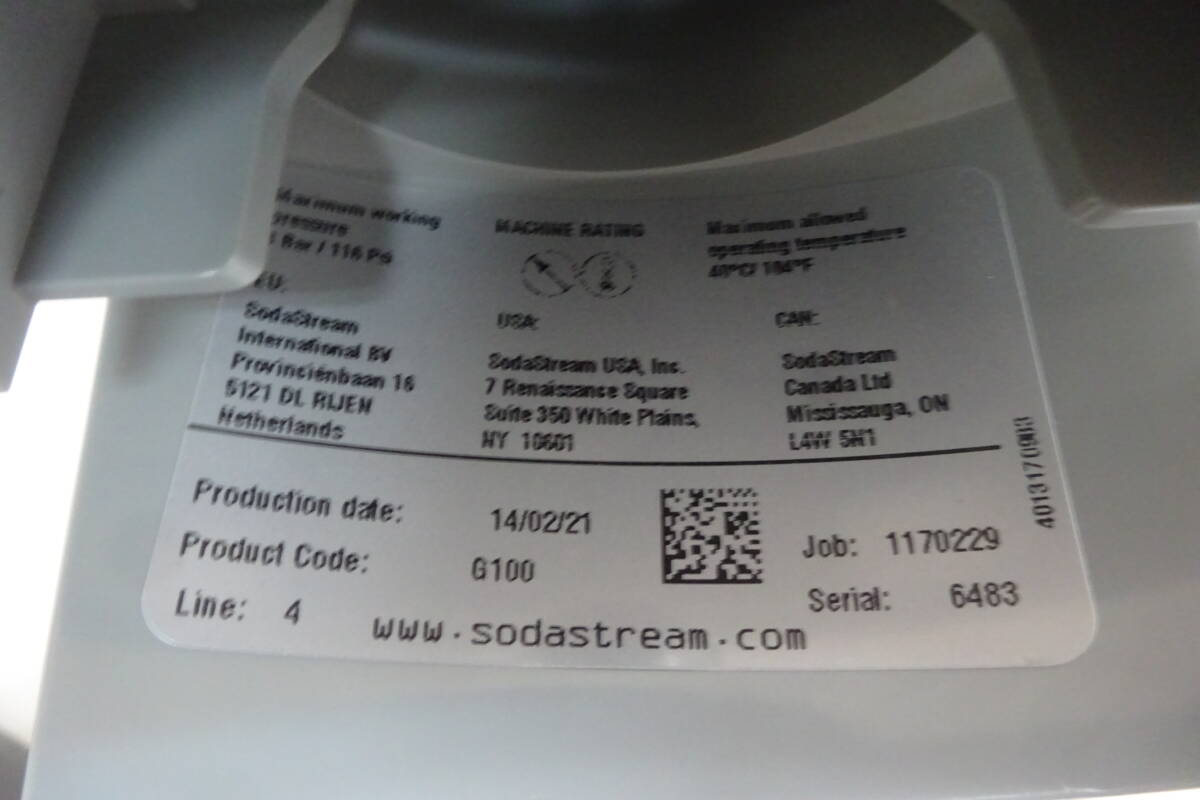 Maximum working
pressure
Bar / 116 Psi
MACHINE RATING
Maximum allowed
operating temperature
40°C/ 104°F
EU:
SodaStream
International BV
Provinciënbaan 16
5121 DL RIJEN
Netherlands
USA:
SodaStream USA, Inc.
7 Renaissance Square
Suite 350 White Plains,
NY 10601
CAN:
SodaStream
Canada Ltd
Mississauga, ON
L4W 5N1
Production date: 14/02/21
Product Code: G100
Line: 4
Job: 1170229
Serial: 6483
www.sodastream.com